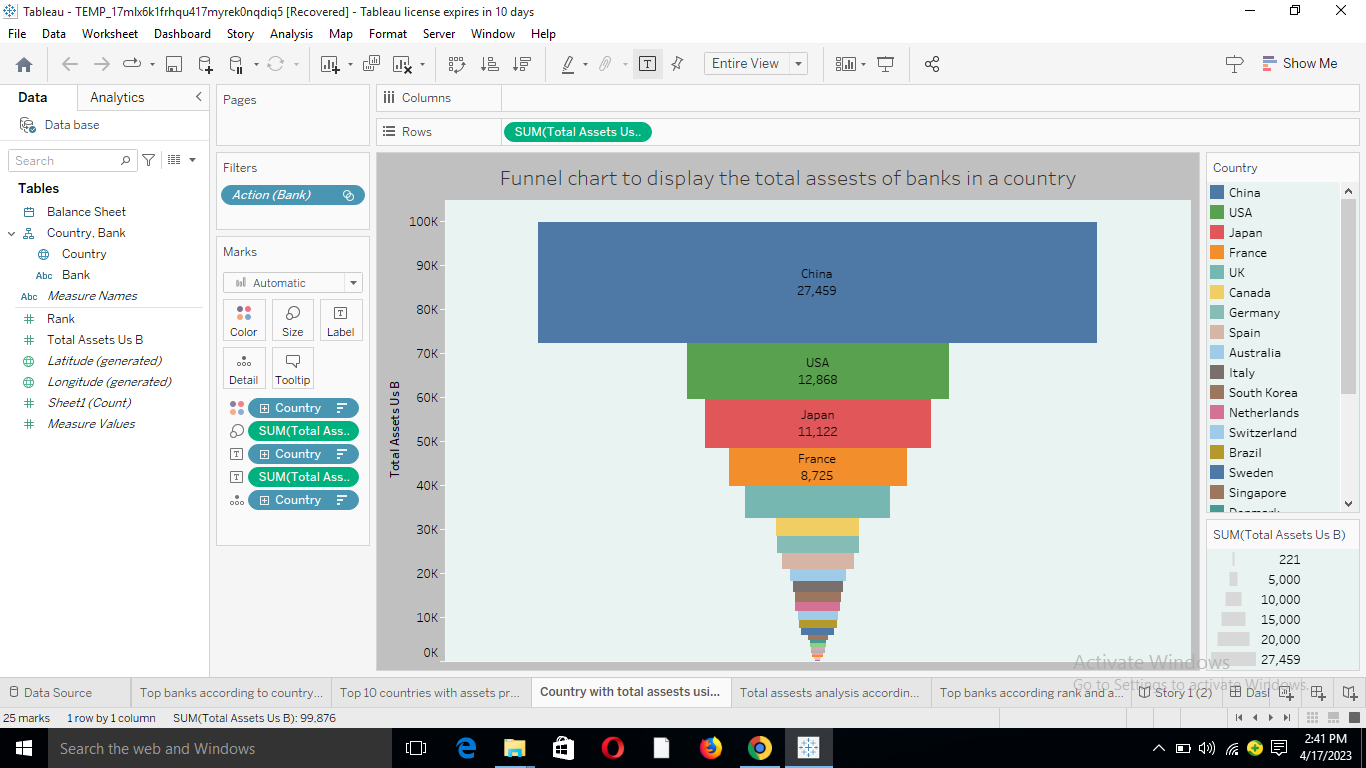 Tableau - TEMP_17mlx6k1frhqu417myrek0nqdiq5 [Recovered] - Tableau license expires in 10 days
File Data Worksheet Dashboard Story Analysis Map Format Server Window Help
Entire View
Show Me
Data Analytics
Data base
Search
Tables
Balance Sheet
Country, Bank
Country
Abc Bank
Abc Measure Names
Rank
Total Assets Us B
Latitude (generated)
Longitude (generated)
Sheet1 (Count)
Measure Values
Pages
Filters
Action (Bank)
Marks
Automatic
Color Size Label
Detail Tooltip
Country
SUM(Total Ass..
Country
SUM(Total Ass..
Country
Columns
Rows SUM(Total Assets Us..
Funnel chart to display the total assests of banks in a country
Total Assets Us B
100K
90K
80K
70K
60K
50K
40K
30K
20K
10K
0K
China
27,459
USA
12,868
Japan
11,122
France
8,725
Country
China
USA
Japan
France
UK
Canada
Germany
Spain
Australia
Italy
South Korea
Netherlands
Switzerland
Brazil
Sweden
Singapore
SUM(Total Assets Us B)
221
5,000
10,000
15,000
20,000
27,459
Activate Windows
Go to Settings to activate Windows.
Data Source Top banks according to country... Top 10 countries with assets pr... Country with total assests usi... Total assests analysis accordin... Top banks according rank and a... Story 1 (2) Dasl
25 marks 1 row by 1 column SUM(Total Assets Us B): 99,876
Search the web and Windows
2:41 PM
4/17/2023